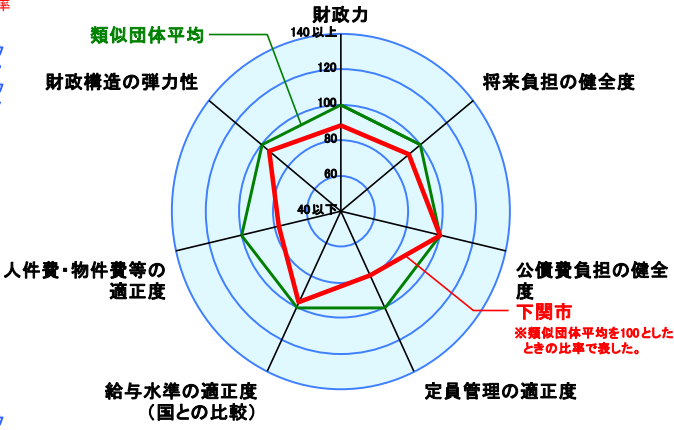 率
財政力
類似団体平均
140以上
120
100
80
60
40以下
財政構造の弾力性
将来負担の健全度
人件費・物件費等の
適正度
公債費負担の健全
度
下関市
※類似団体平均を100とした
ときの比率で表した。
給与水準の適正度
（国との比較）
定員管理の適正度